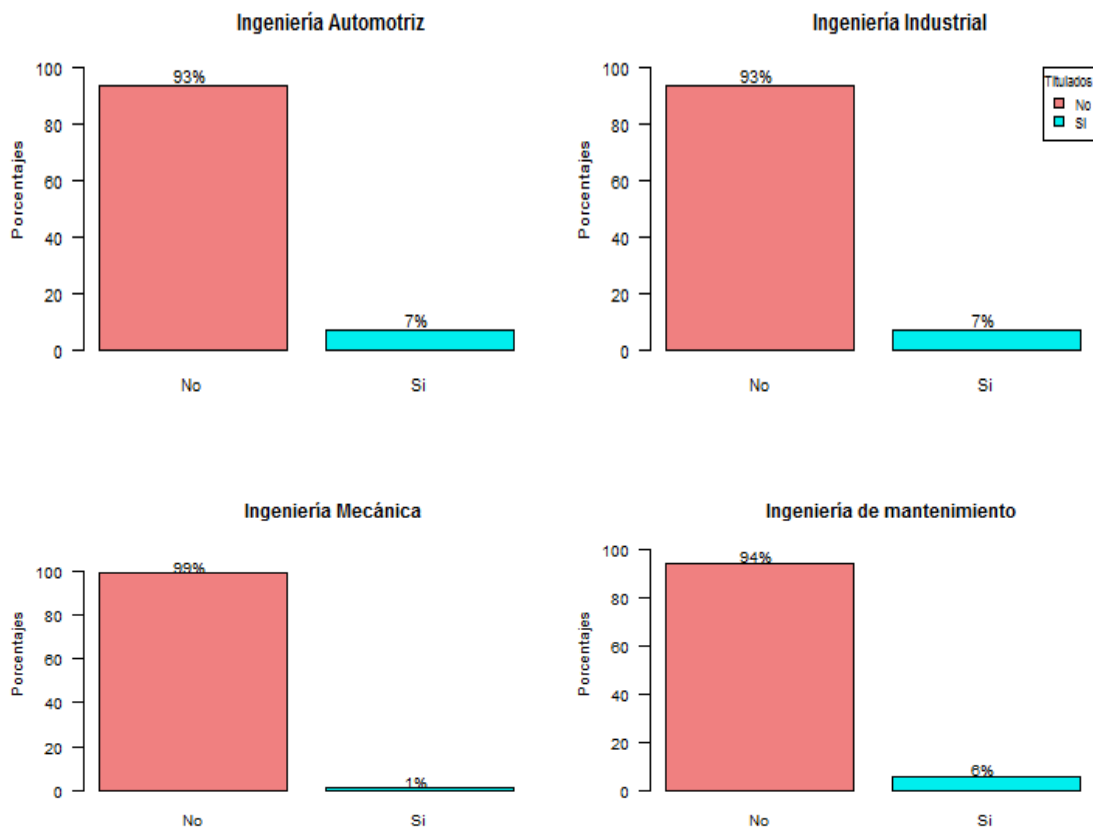 Ingeniería Automotriz
Porcentajes
100
80
60
40
20
0
93%
7%
No
Si
Ingeniería Industrial
Porcentajes
100
80
60
40
20
0
93%
7%
No
Si
Titulados
No
Si
Ingeniería Mecánica
Porcentajes
100
80
60
40
20
0
99%
1%
No
Si
Ingeniería de mantenimiento
Porcentajes
100
80
60
40
20
0
94%
6%
No
Si